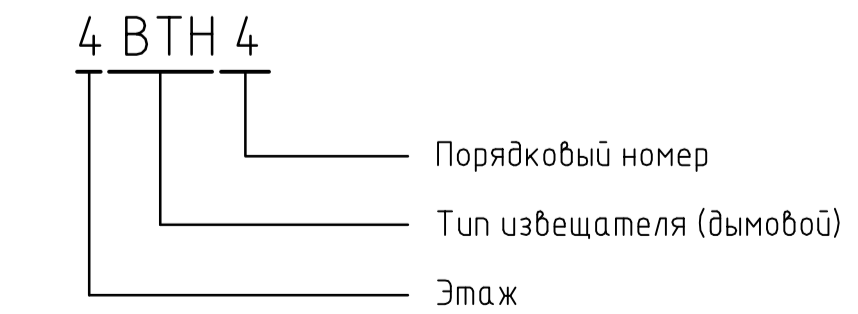 4 ВТН 4
Порядковый номер
Тип извещателя (дымовой)
Этаж